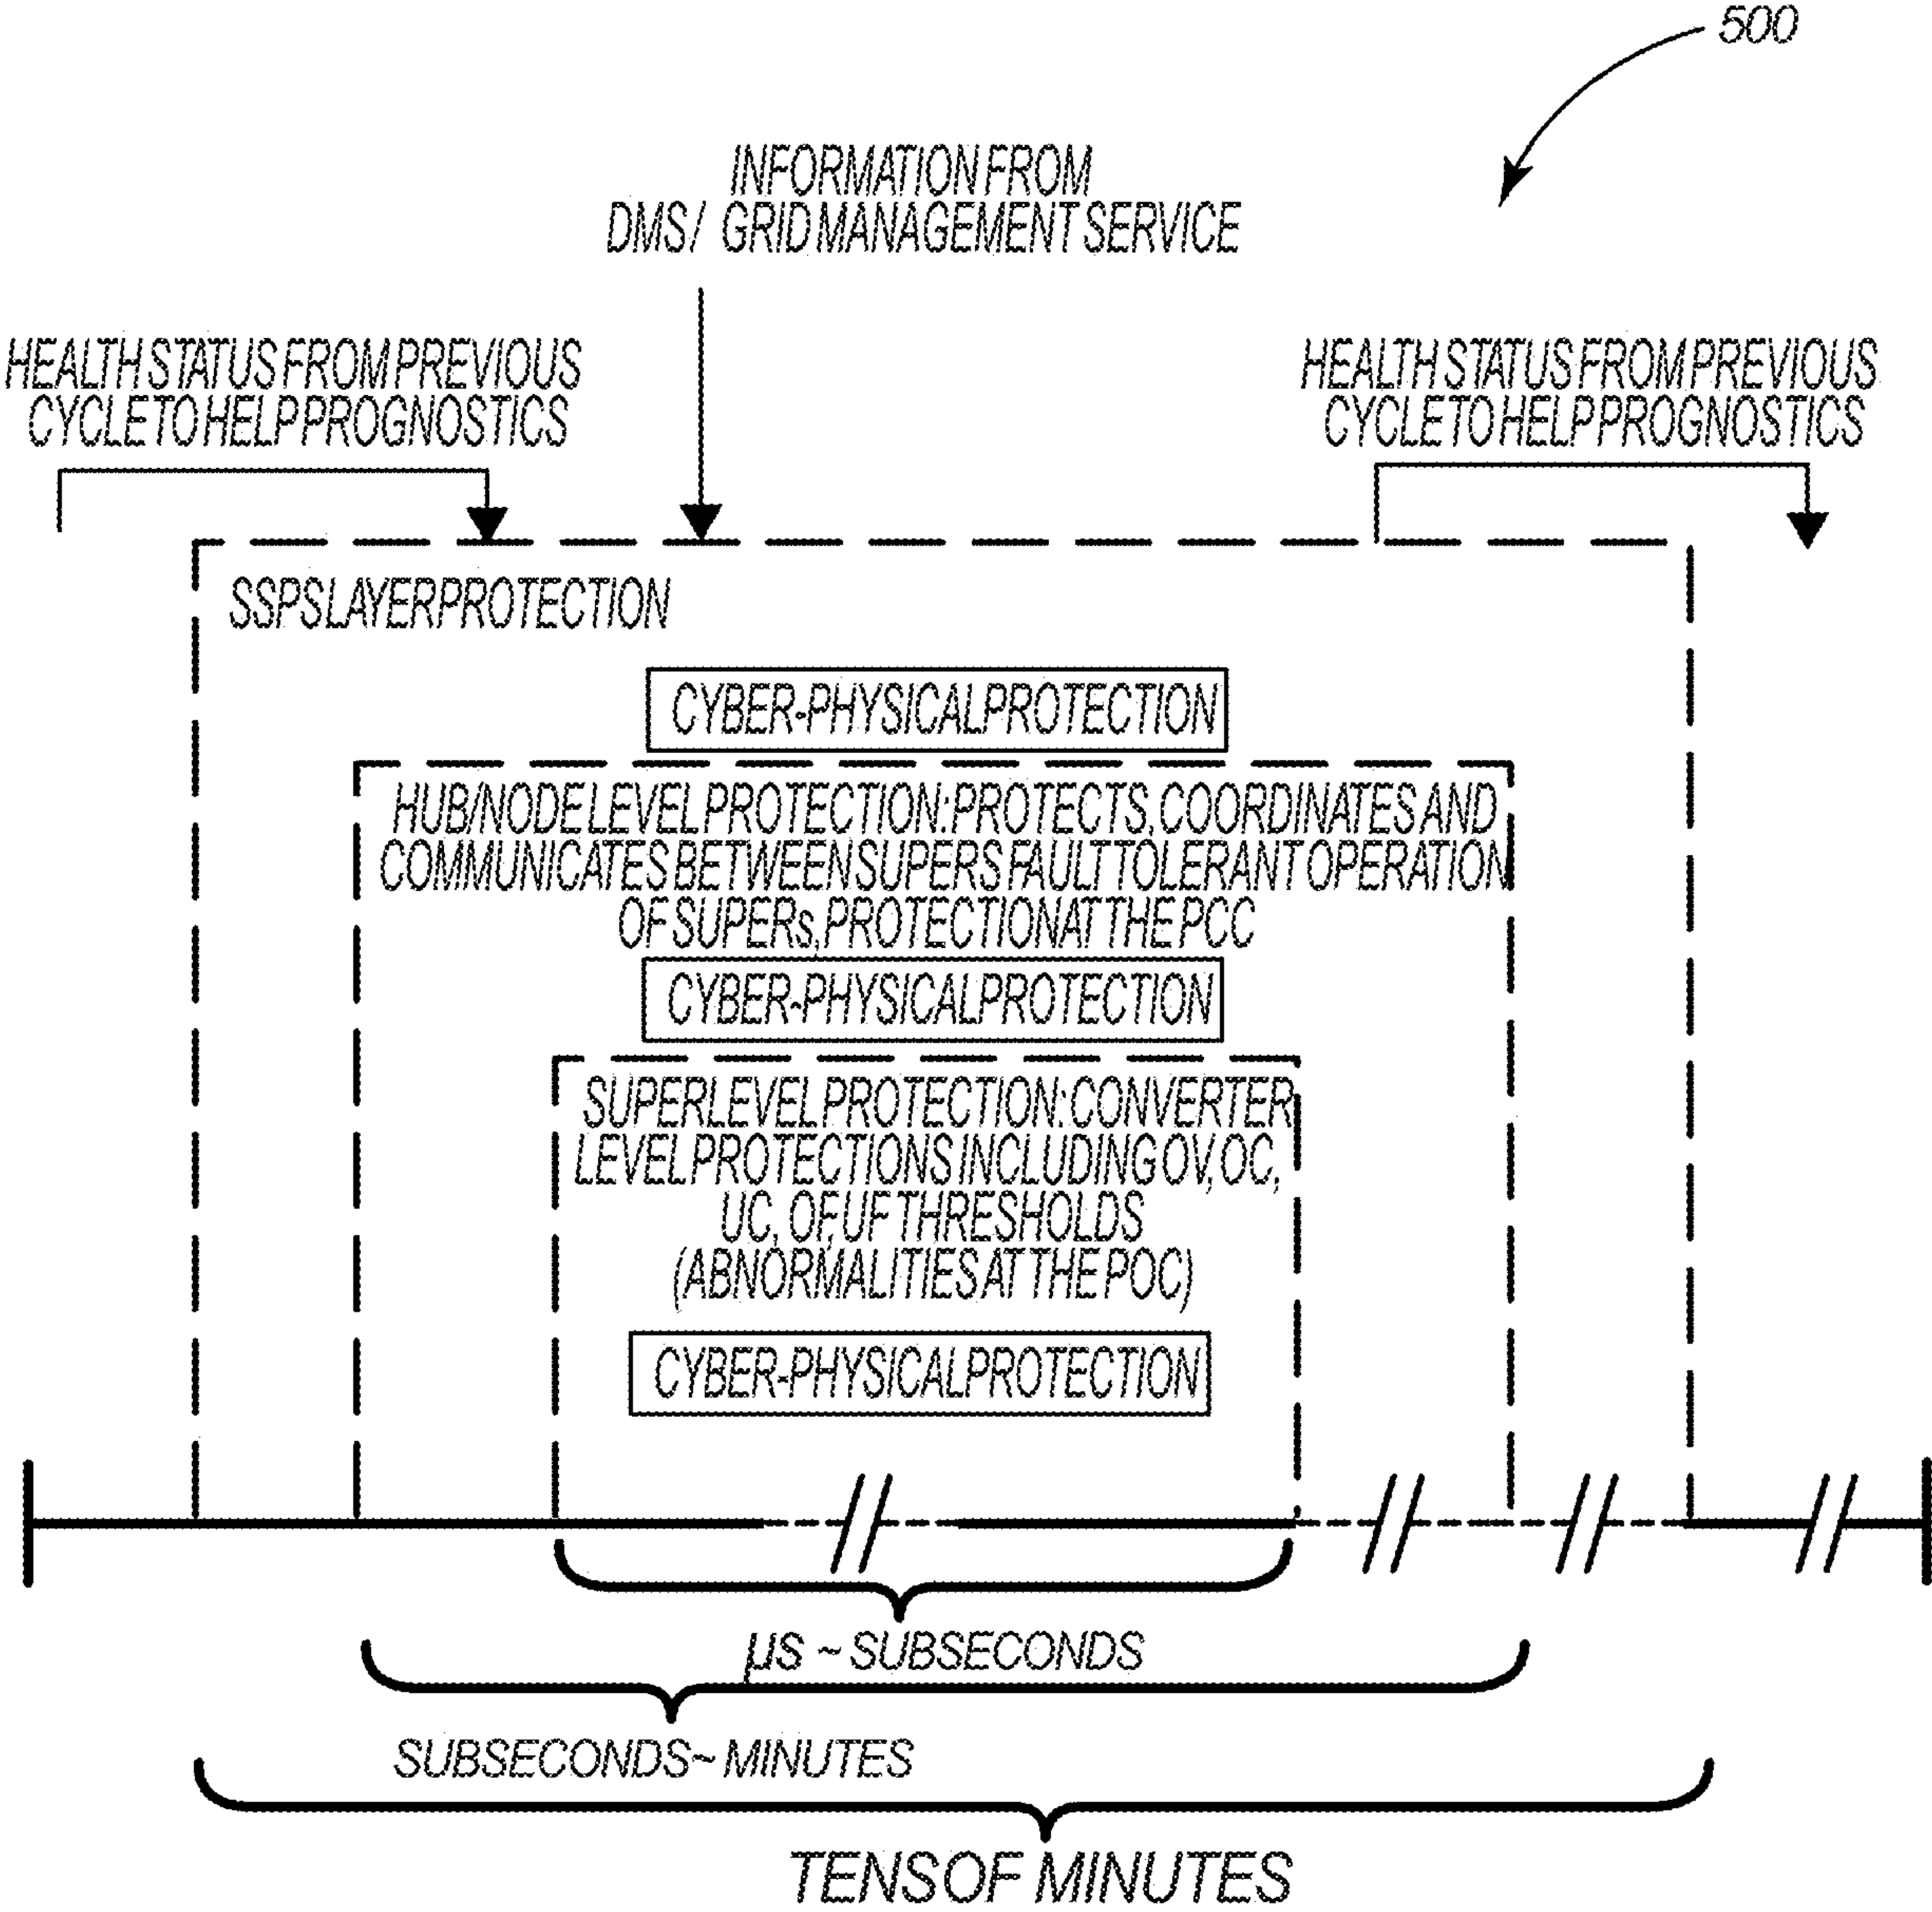 500
INFORMATION FROM
DMS / GRID MANAGEMENT SERVICE
HEALTH STATUS FROM PREVIOUS
CYCLE TO HELP PROGNOSTICS
HEALTH STATUS FROM PREVIOUS
CYCLE TO HELP PROGNOSTICS
SSPS LAYER PROTECTION
CYBER-PHYSICAL PROTECTION
HUB/NODE LEVEL PROTECTION: PROTECTS, COORDINATES AND
COMMUNICATES BETWEEN SUPERS FAULT TOLERANT OPERATION
OF SUPERs, PROTECTION AT THE PCC
CYBER-PHYSICAL PROTECTION
SUPER LEVEL PROTECTION: CONVERTER
LEVEL PROTECTIONS INCLUDING OV, OC,
UC, OF, UF THRESHOLDS
(ABNORMALITIES AT THE POC)
CYBER-PHYSICAL PROTECTION
µS ~ SUBSECONDS
SUBSECONDS ~ MINUTES
TENS OF MINUTES